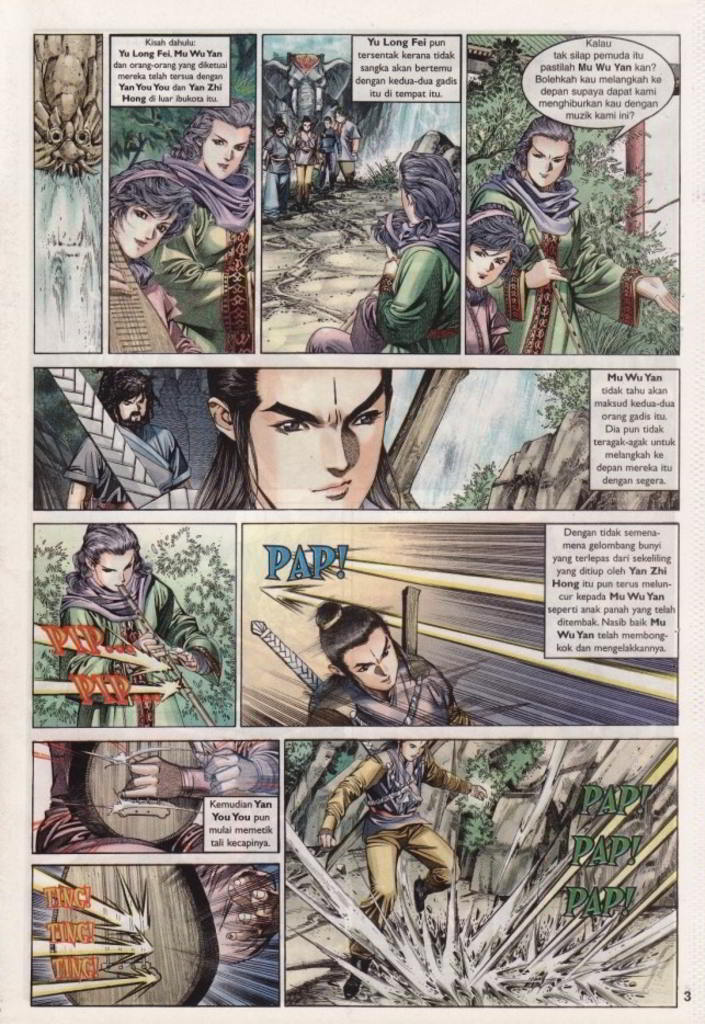 Kisah dahulu:
Yu Long Fei, Mu Wu Yan
dan orang-orang yang diketuai
mereka telah tersua dengan
Yan You You dan Yan Zhi
Hong di luar ibukota itu.
Yu Long Fei pun
tersentak kerana tidak
sangka akan bertemu
dengan kedua-dua gadis
itu di tempat itu.
Kalau
tak silap pemuda itu
pastilah Mu Wu Yan kan?
Bolehkah kau melangkah ke
depan supaya dapat kami
menghiburkan kau dengan
muzik kami ini?
Mu Wu Yan
tidak tahu akan
maksud kedua-dua
orang gadis itu.
Dia pun tidak
teragak-agak untuk
melangkah ke
depan mereka itu
dengan segera.
PIP...
PIP
PAP!
Dengan tidak semena-
mena gelombang bunyi
yang terlepas dari sekeliling
yang ditiup oleh Yan Zhi
Hong itu pun terus melun-
cur kepada Mu Wu Yan
seperti anak panah yang telah
ditembak. Nasib baik Mu
Wu Yan telah membong-
kok dan mengelakkannya.
Kemudian Yan
You You pun
mulai memetik
tali kecapinya.
TING!
TING!
TING!
PAP!
PAP!
PAP!
3